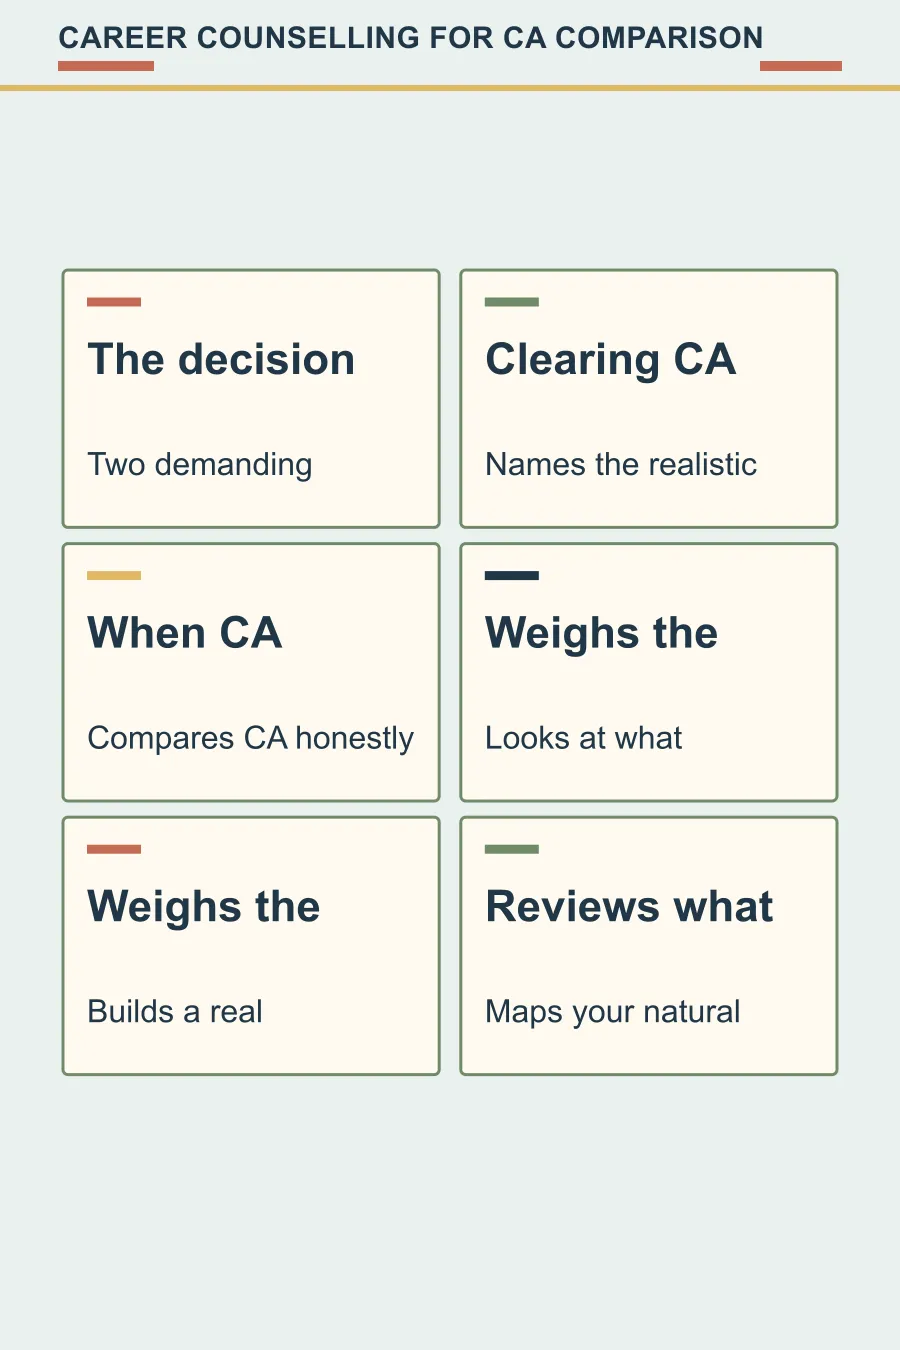 CAREER COUNSELLING FOR CA COMPARISON
The decision
Two demanding
Clearing CA
Names the realistic
When CA
Compares CA honestly
Weighs the
Looks at what
Weighs the
Builds a real
Reviews what
Maps your natural